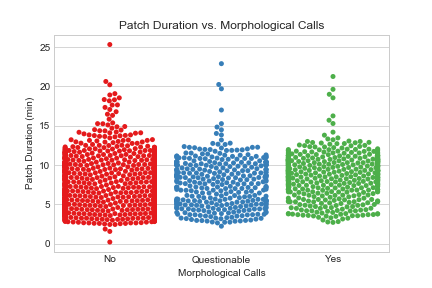 Patch Duration vs. Morphological Calls
25
20
15
10
5
0
Patch Duration (min)
No
Questionable
Yes
Morphological Calls